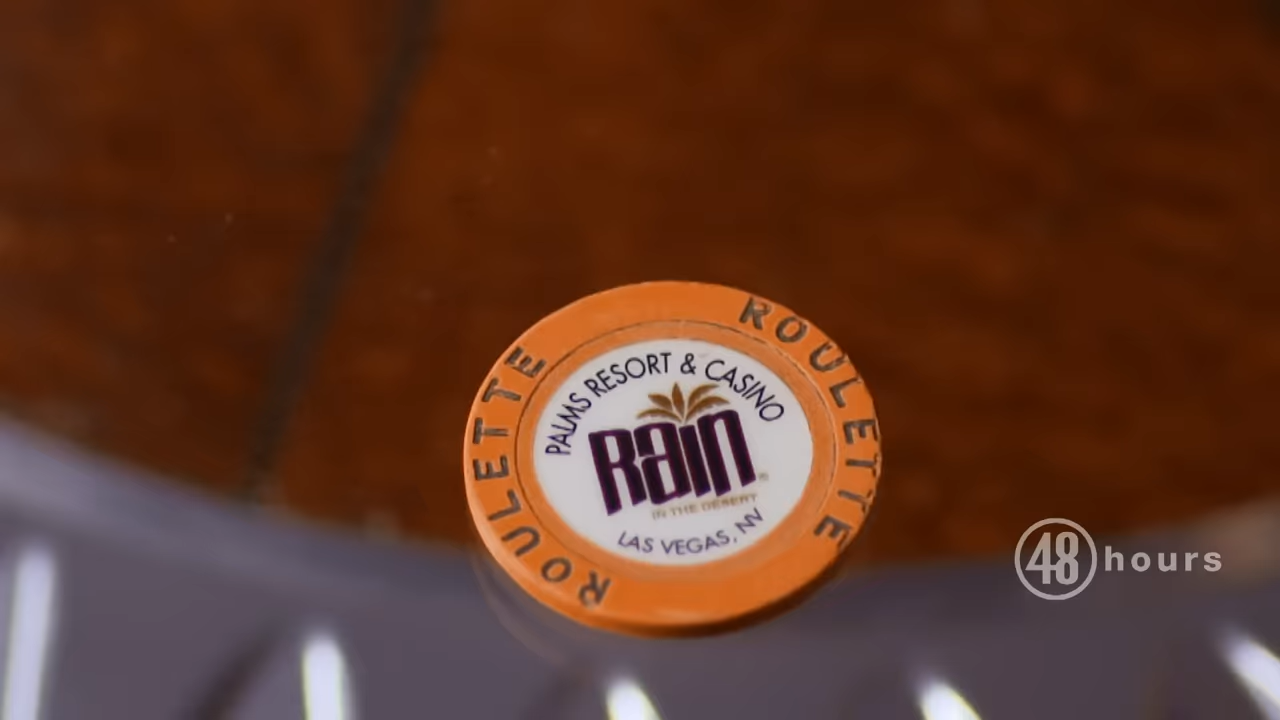 ROULETTE
ROULETTE
PALMS RESORT & CASINO
Rain®
IN THE DESERT
LAS VEGAS, NV
48 hours